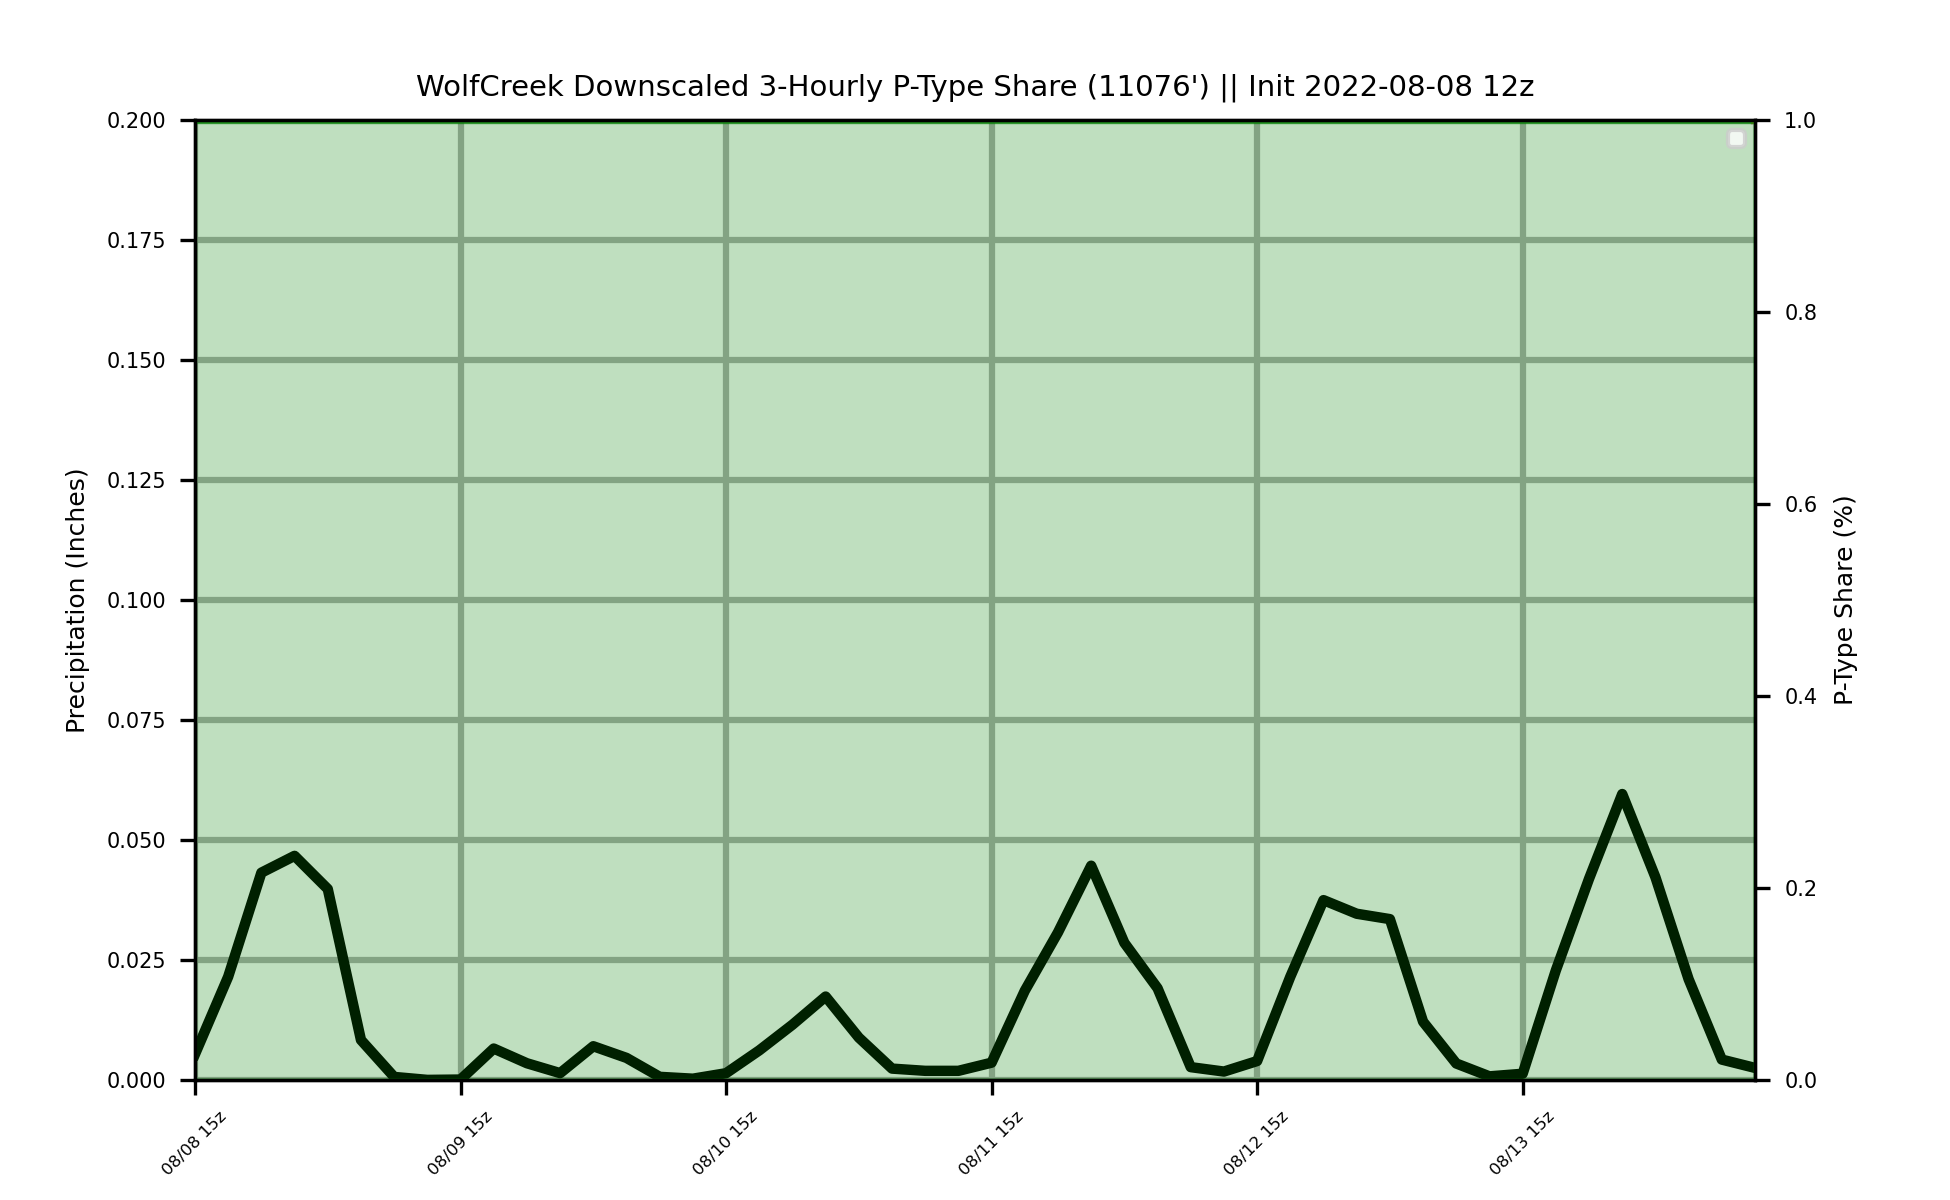 WolfCreek Downscaled 3-Hourly P-Type Share (11076') || Init 2022-08-08 12z
0.200
0.175
0.150
0.125
0.100
0.075
0.050
0.025
0.000
Precipitation (Inches)
1.0
0.8
0.6
0.4
0.2
0.0
P-Type Share (%)
08/08 15z
08/09 15z
08/10 15z
08/11 15z
08/12 15z
08/13 15z